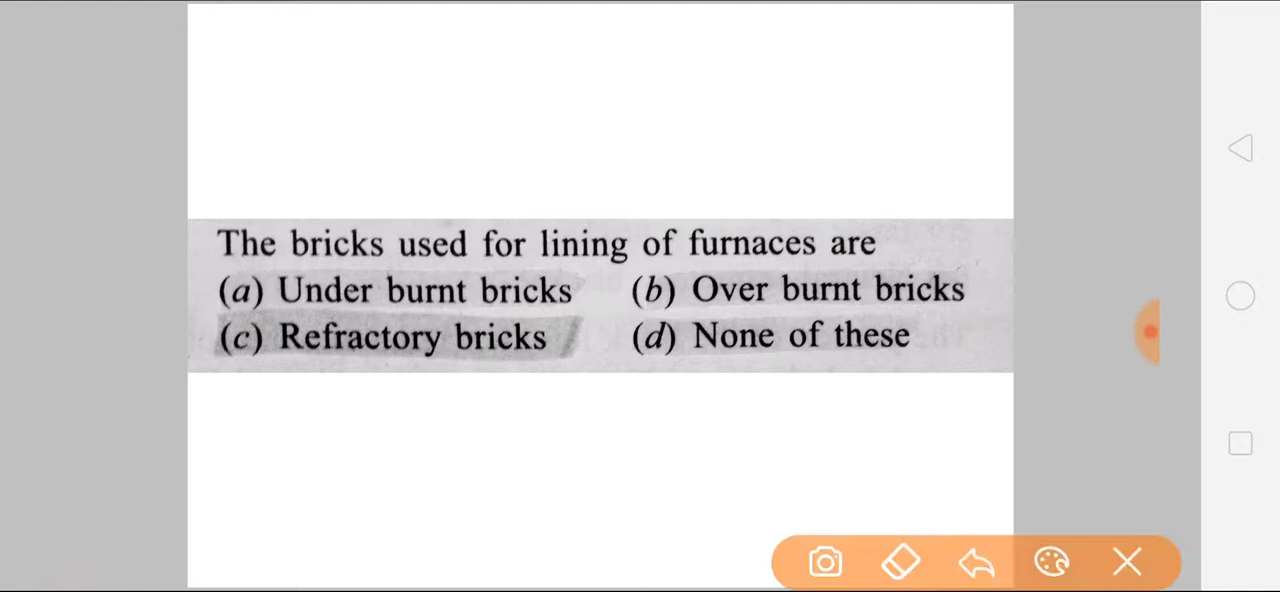 The bricks used for lining of furnaces are
(a) Under burnt bricks (b) Over burnt bricks
(c) Refractory bricks (d) None of these